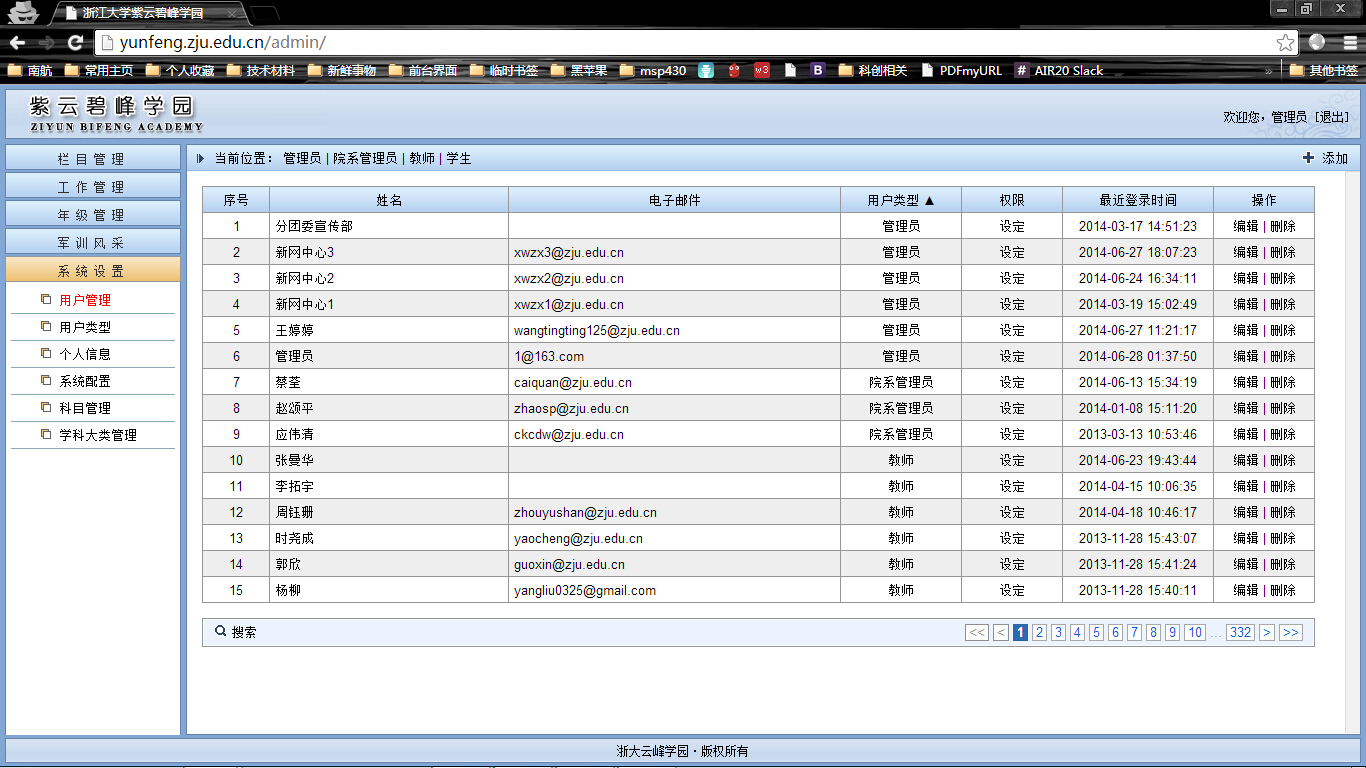 浙江大学紫云碧峰学园
yunfeng.zju.edu.cn/admin/
南航 常用主页 个人收藏 技术材料 新鲜事物 前台界面 临时书签 黑苹果 msp430 w3 B 科创相关 PDFmyURL # AIR20 Slack » 其他书签
紫云碧峰学园
ZIYUN BIFENG ACADEMY
欢迎您，管理员 [退出]
栏目管理
工作管理
年级管理
军训风采
系统设置
用户管理
用户类型
个人信息
系统配置
科目管理
学科大类管理
当前位置： 管理员 | 院系管理员 | 教师 | 学生 添加
序号 姓名 电子邮件 用户类型 ▲ 权限 最近登录时间 操作
1 分团委宣传部 管理员 设定 2014-03-17 14:51:23 编辑 | 删除
2 新网中心3 xwzx3@zju.edu.cn 管理员 设定 2014-06-27 18:07:23 编辑 | 删除
3 新网中心2 xwzx2@zju.edu.cn 管理员 设定 2014-06-24 16:34:11 编辑 | 删除
4 新网中心1 xwzx1@zju.edu.cn 管理员 设定 2014-03-19 15:02:49 编辑 | 删除
5 王婷婷 wangtingting125@zju.edu.cn 管理员 设定 2014-06-27 11:21:17 编辑 | 删除
6 管理员 1@163.com 管理员 设定 2014-06-28 01:37:50 编辑 | 删除
7 蔡荃 caiquan@zju.edu.cn 院系管理员 设定 2014-06-13 15:34:19 编辑 | 删除
8 赵颂平 zhaosp@zju.edu.cn 院系管理员 设定 2014-01-08 15:11:20 编辑 | 删除
9 应伟清 ckcdw@zju.edu.cn 院系管理员 设定 2013-03-13 10:53:46 编辑 | 删除
10 张曼华 教师 设定 2014-06-23 19:43:44 编辑 | 删除
11 李拓宇 教师 设定 2014-04-15 10:06:35 编辑 | 删除
12 周钰珊 zhouyushan@zju.edu.cn 教师 设定 2014-04-18 10:46:17 编辑 | 删除
13 时尧成 yaocheng@zju.edu.cn 教师 设定 2013-11-28 15:43:07 编辑 | 删除
14 郭欣 guoxin@zju.edu.cn 教师 设定 2013-11-28 15:41:24 编辑 | 删除
15 杨柳 yangliu0325@gmail.com 教师 设定 2013-11-28 15:40:11 编辑 | 删除
搜索 << < 1 2 3 4 5 6 7 8 9 10 ... 332 > >>
浙大云峰学园·版权所有